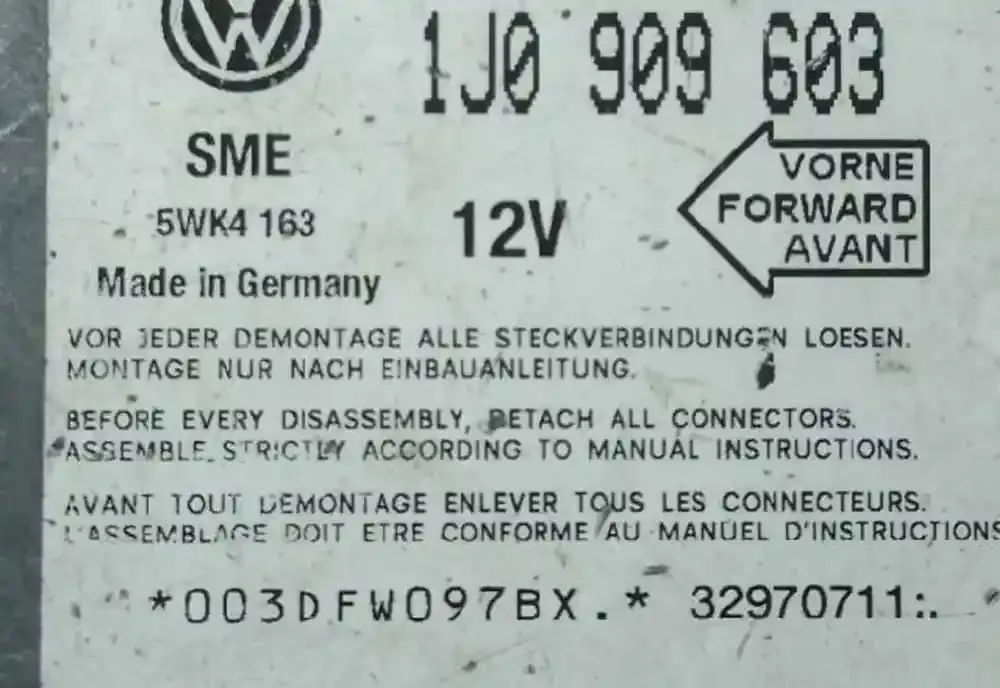 1J0 909 603
SME
5WK4 163
12V
VORNE
FORWARD
AVANT
Made in Germany
VOR JEDER DEMONTAGE ALLE STECKVERBINDUNGEN LOESEN.
MONTAGE NUR NACH EINBAUANLEITUNG.
BEFORE EVERY DISASSEMBLY, DETACH ALL CONNECTORS.
ASSEMBLE STRICTLY ACCORDING TO MANUAL INSTRUCTIONS.
AVANT TOUT DEMONTAGE ENLEVER TOUS LES CONNECTEURS.
L'ASSEMBLAGE DOIT ETRE CONFORME AU MANUEL D'INSTRUCTIONS
*003DFW097BX.* 32970711:.